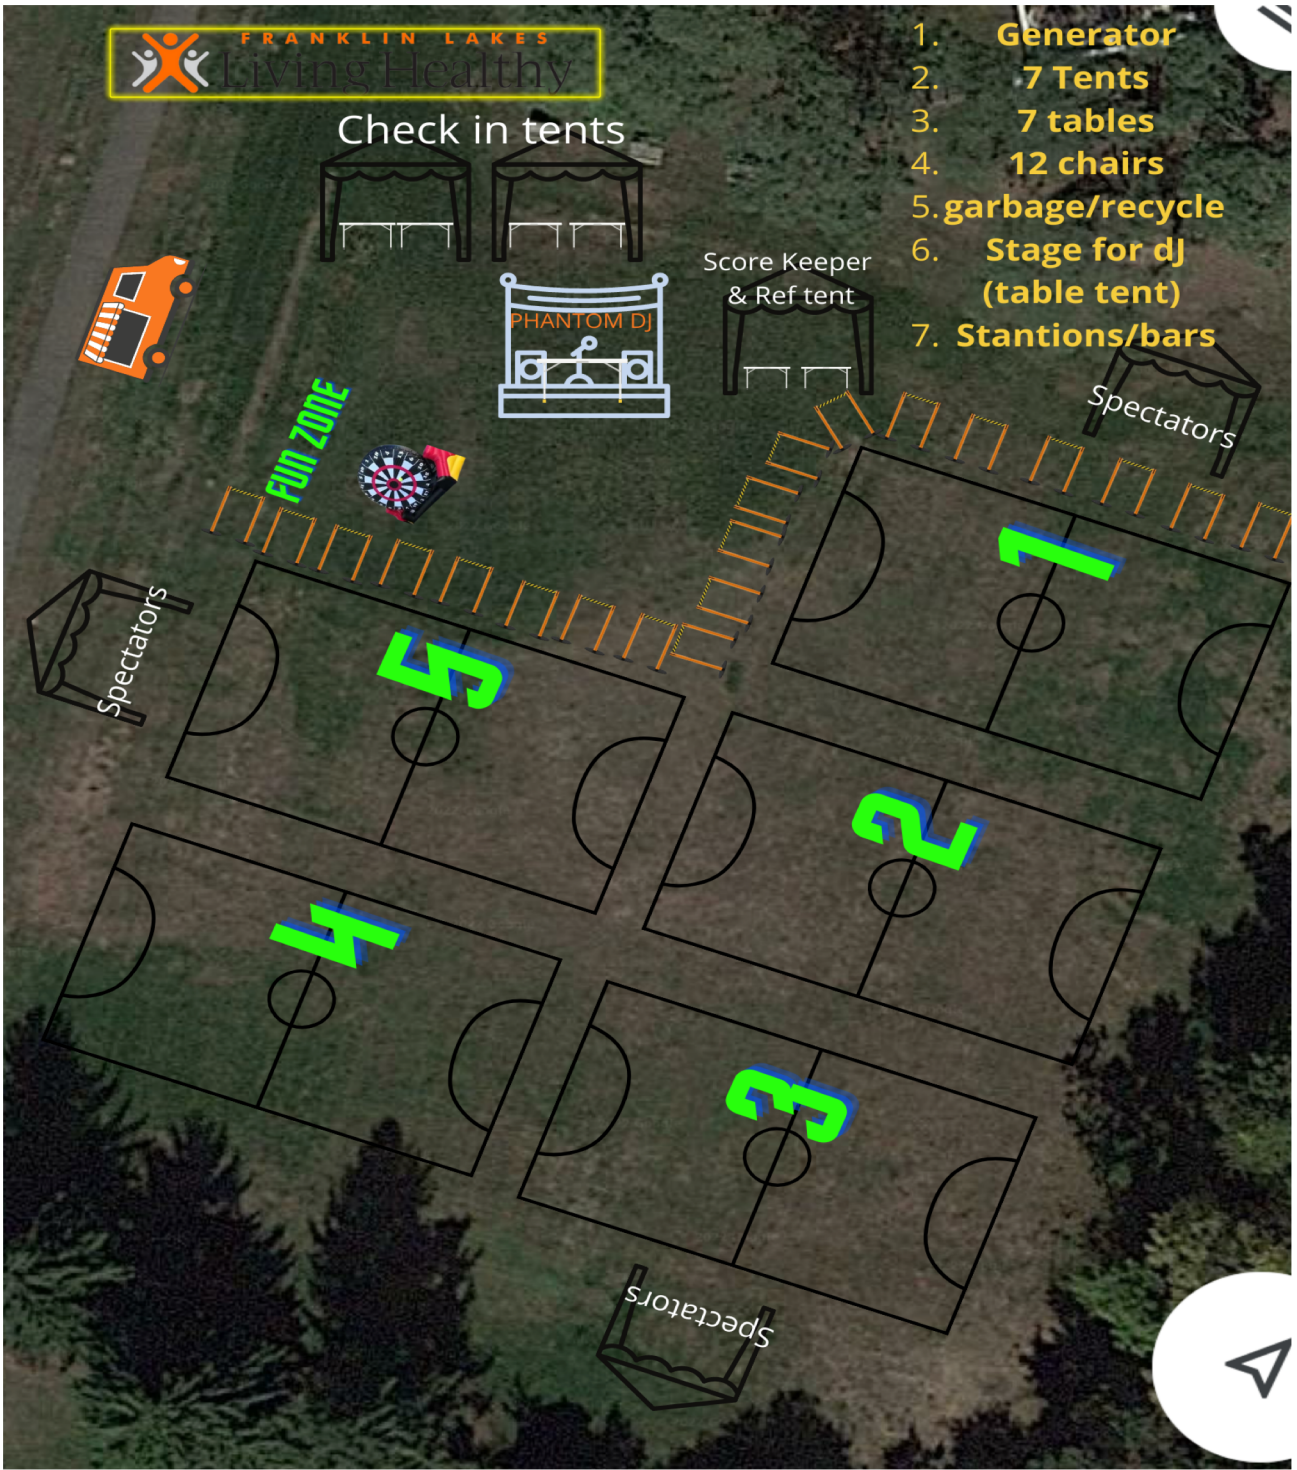 FRANKLIN LAKES
Living Healthy
Check in tents
1. Generator
2. 7 Tents
3. 7 tables
4. 12 chairs
5. garbage/recycle
6. Stage for dJ
(table tent)
7. Stantions/bars
Score Keeper
& Ref tent
PHANTOM DJ
Spectators
FUN ZONE
1
Spectators
5
2
4
3
Spectators